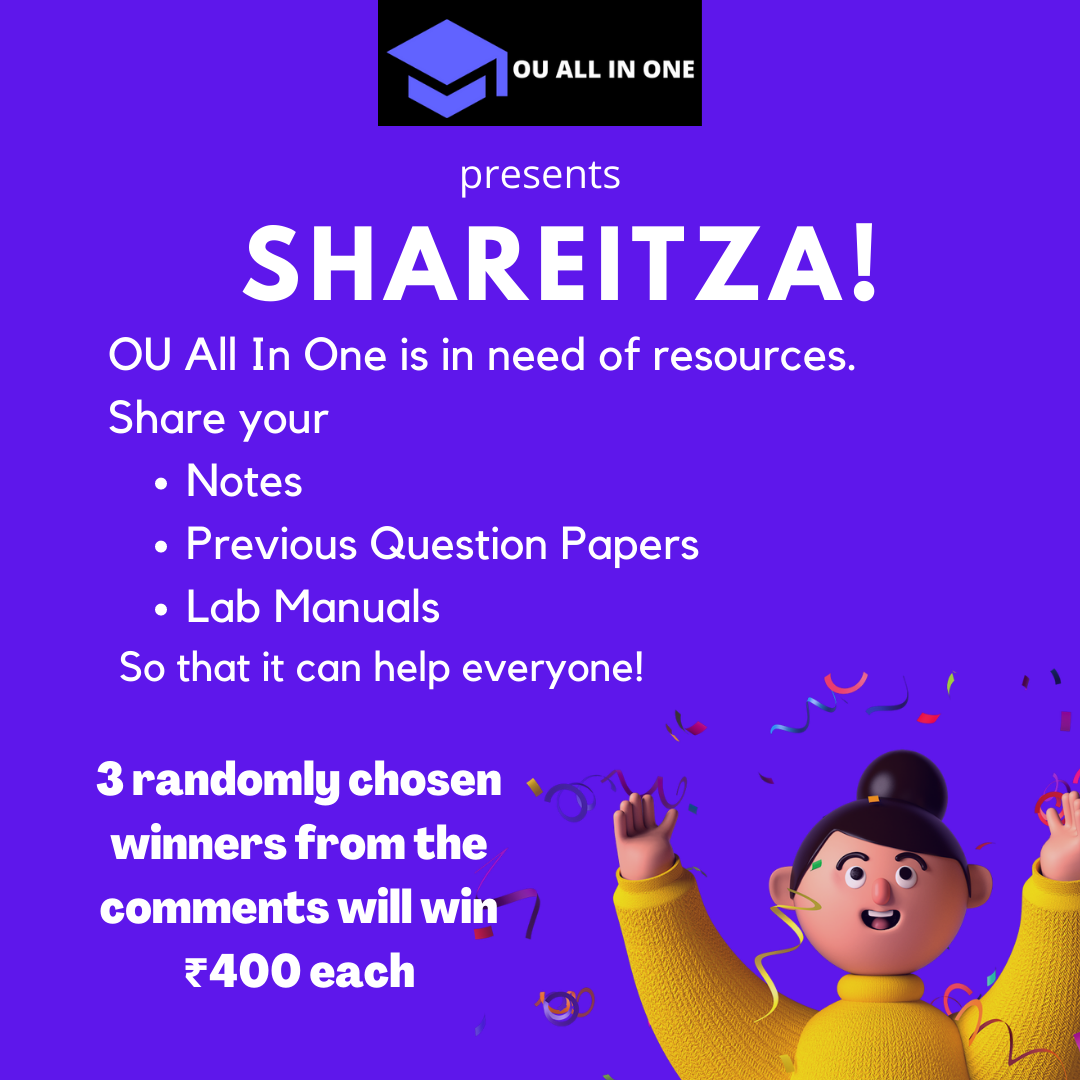 OU ALL IN ONE
presents
SHAREITZA!
OU All In One is in need of resources.
Share your
• Notes
• Previous Question Papers
• Lab Manuals
So that it can help everyone!
3 randomly chosen
winners from the
comments will win
₹400 each